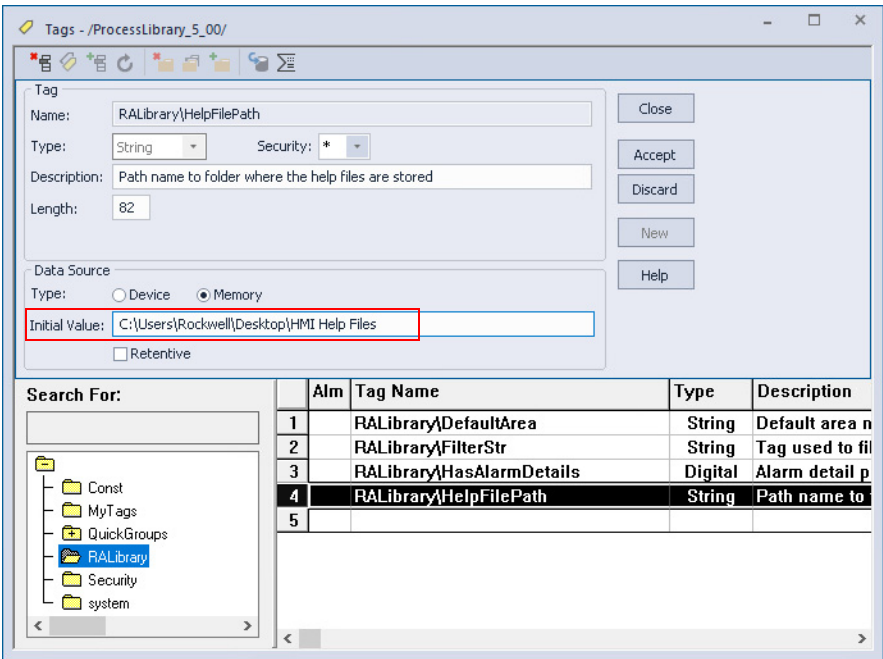 Tags - /ProcessLibrary_5_00/
Tag
Name: RALibrary\HelpFilePath
Close
Type: String Security: *
Accept
Description: Path name to folder where the help files are stored
Discard
Length: 82
New
Data Source
Help
Type: Device Memory
Initial Value: C:\Users\Rockwell\Desktop\HMI Help Files
Retentive
Search For:
Const
MyTags
QuickGroups
RALibrary
Security
system
Alm Tag Name Type Description
1 RALibrary\DefaultArea String Default area n
2 RALibrary\FilterStr String Tag used to fil
3 RALibrary\HasAlarmDetails Digital Alarm detail p
4 RALibrary\HelpFilePath String Path name to
5